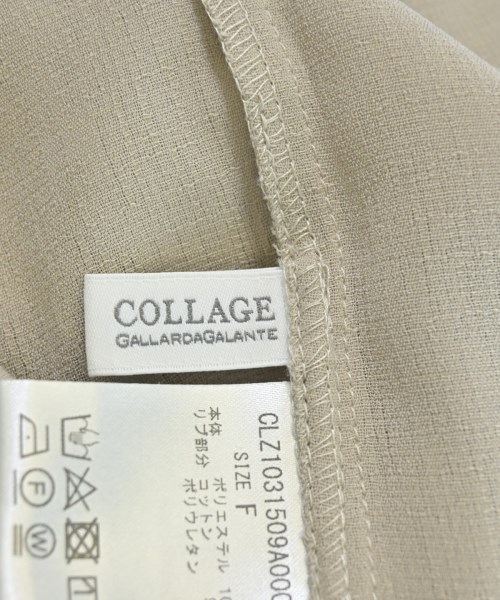 COLLAGE
GALLARDAGALANTE
CLZ1031509A000
SIZE F
本体 ポリエステル
リブ部分 コットン
ポリウレタン
F
W